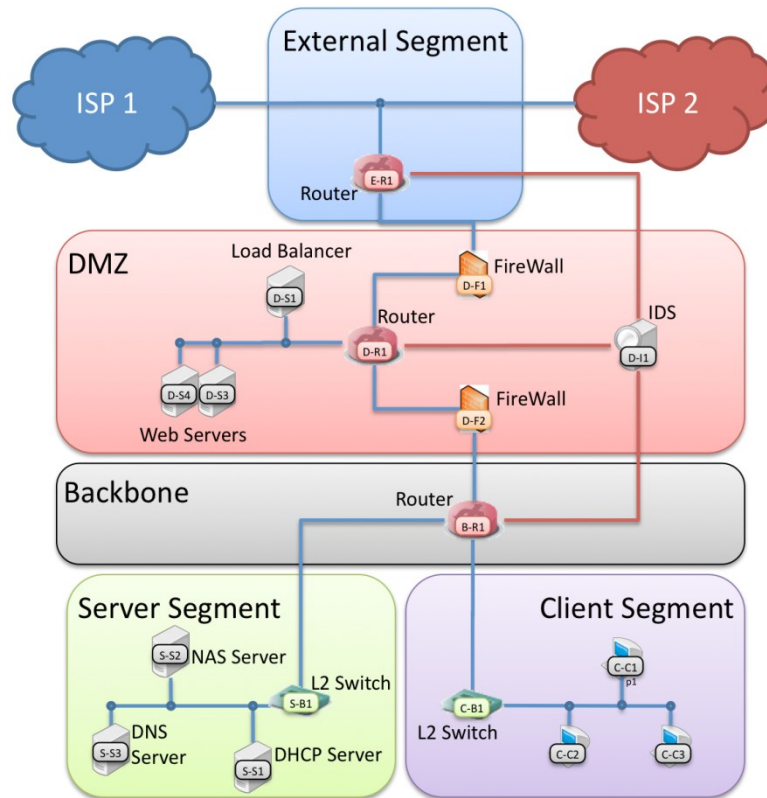 External Segment
ISP 1
ISP 2
E-R1
Router
DMZ
Load Balancer
FireWall
D-S1
D-F1
Router
IDS
D-R1
D-I1
D-S4
D-S3
FireWall
D-F2
Web Servers
Backbone
Router
B-R1
Server Segment
Client Segment
S-S2
NAS Server
C-C1
p1
L2 Switch
S-B1
C-B1
DNS
Server
L2 Switch
S-S3
S-S1
DHCP Server
C-C2
C-C3